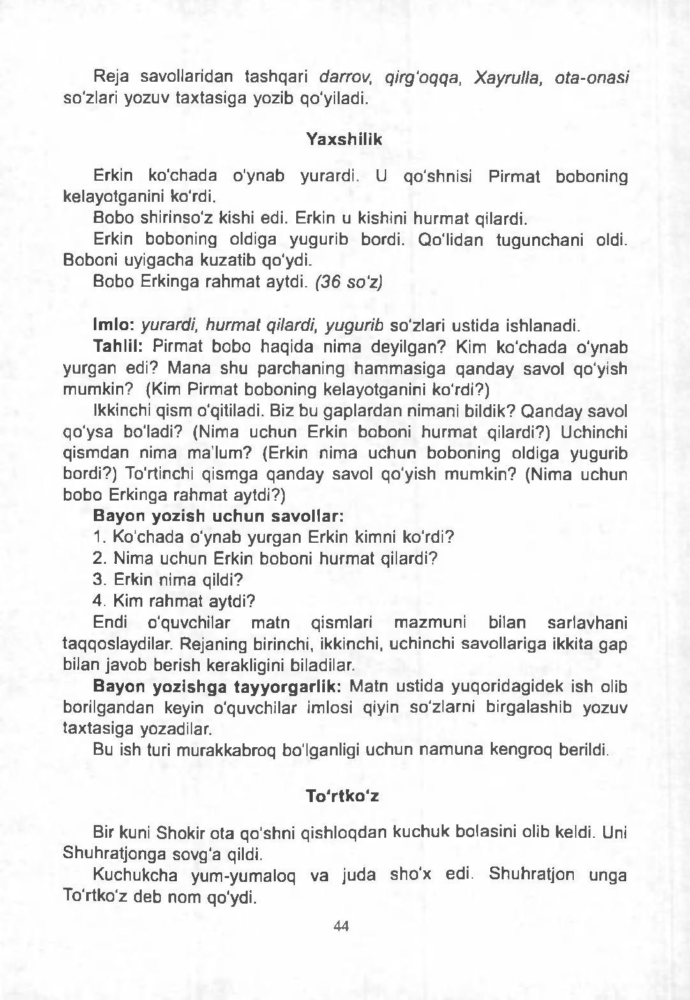 Reja savollaridan tashqari darrov, qirg‘oqqa, Xayrulla, ota-onasi
so‘zlari yozuv taxtasiga yozib qo‘yiladi.
Yaxshilik
Erkin ko‘chada o‘ynab yurardi. U qo‘shnisi Pirmat boboning
kelayotganini ko‘rdi.
Bobo shirinso‘z kishi edi. Erkin u kishini hurmat qilardi.
Erkin boboning oldiga yugurib bordi. Qo‘lidan tugunchani oldi.
Boboni uyigacha kuzatib qo‘ydi.
Bobo Erkinga rahmat aytdi. (36 so‘z)
Imlo: yurardi, hurmat qilardi, yugurib so‘zlari ustida ishlanadi.
Tahlil: Pirmat bobo haqida nima deyilgan? Kim ko‘chada o‘ynab
yurgan edi? Mana shu parchaning hammasiga qanday savol qo‘yish
mumkin? (Kim Pirmat boboning kelayotganini ko‘rdi?)
Ikkinchi qism o‘qitiladi. Biz bu gaplardan nimani bildik? Qanday savol
qo‘ysa bo‘ladi? (Nima uchun Erkin boboni hurmat qilardi?) Uchinchi
qismdan nima ma’lum? (Erkin nima uchun boboning oldiga yugurib
bordi?) To‘rtinchi qismga qanday savol qo‘yish mumkin? (Nima uchun
bobo Erkinga rahmat aytdi?)
Bayon yozish uchun savollar:
1. Ko‘chada o‘ynab yurgan Erkin kimni ko‘rdi?
2. Nima uchun Erkin boboni hurmat qilardi?
3. Erkin nima qildi?
4. Kim rahmat aytdi?
Endi o‘quvchilar matn qismlari mazmuni bilan sarlavhani
taqqoslaydilar. Rejaning birinchi, ikkinchi, uchinchi savollariga ikkita gap
bilan javob berish kerakligini biladilar.
Bayon yozishga tayyorgarlik: Matn ustida yuqoridagidek ish olib
borilgandan keyin o‘quvchilar imlosi qiyin so‘zlarni birgalashib yozuv
taxtasiga yozadilar.
Bu ish turi murakkabroq bo‘lganligi uchun namuna kengroq berildi.
To‘rtko‘z
Bir kuni Shokir ota qo‘shni qishloqdan kuchuk bolasini olib keldi. Uni
Shuhratjonga sovg‘a qildi.
Kuchukcha yum-yumaloq va juda sho‘x edi. Shuhratjon unga
To‘rtko‘z deb nom qo‘ydi.
44